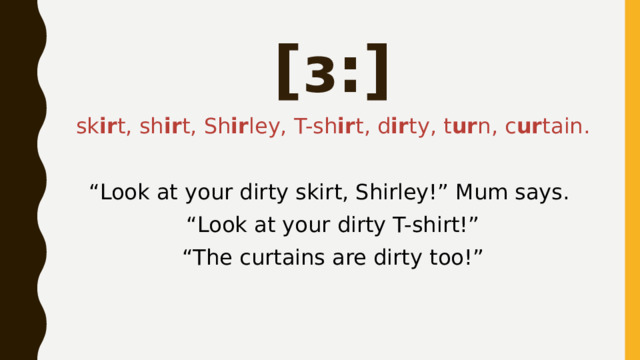 [ɜ:]
skirt, shirt, Shirley, T-shirt, dirty, turn, curtain.
“Look at your dirty skirt, Shirley!” Mum says.
“Look at your dirty T-shirt!”
“The curtains are dirty too!”